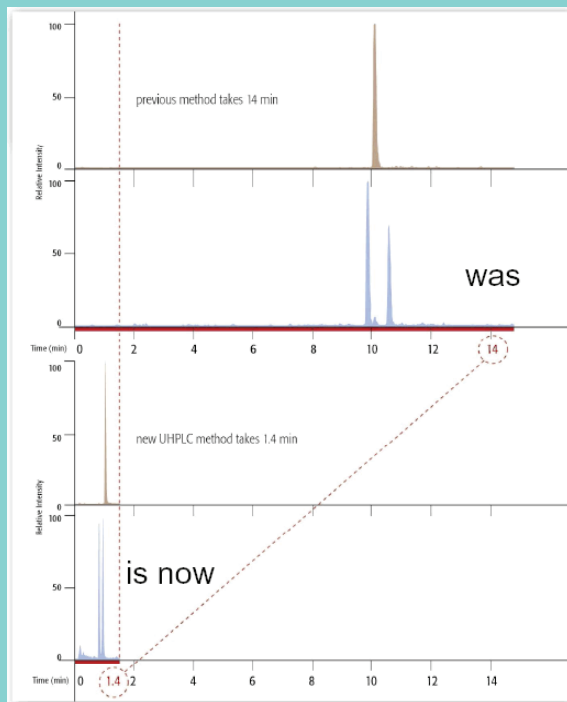 100
previous method takes 14 min
50
Relative Intensity
0
100
50
was
0
Time (min) 0 2 4 6 8 10 12 14
100
50
new UHPLC method takes 1.4 min
Relative Intensity
0
100
is now
50
0
Time (min) 0 1.4 2 4 6 8 10 12 14